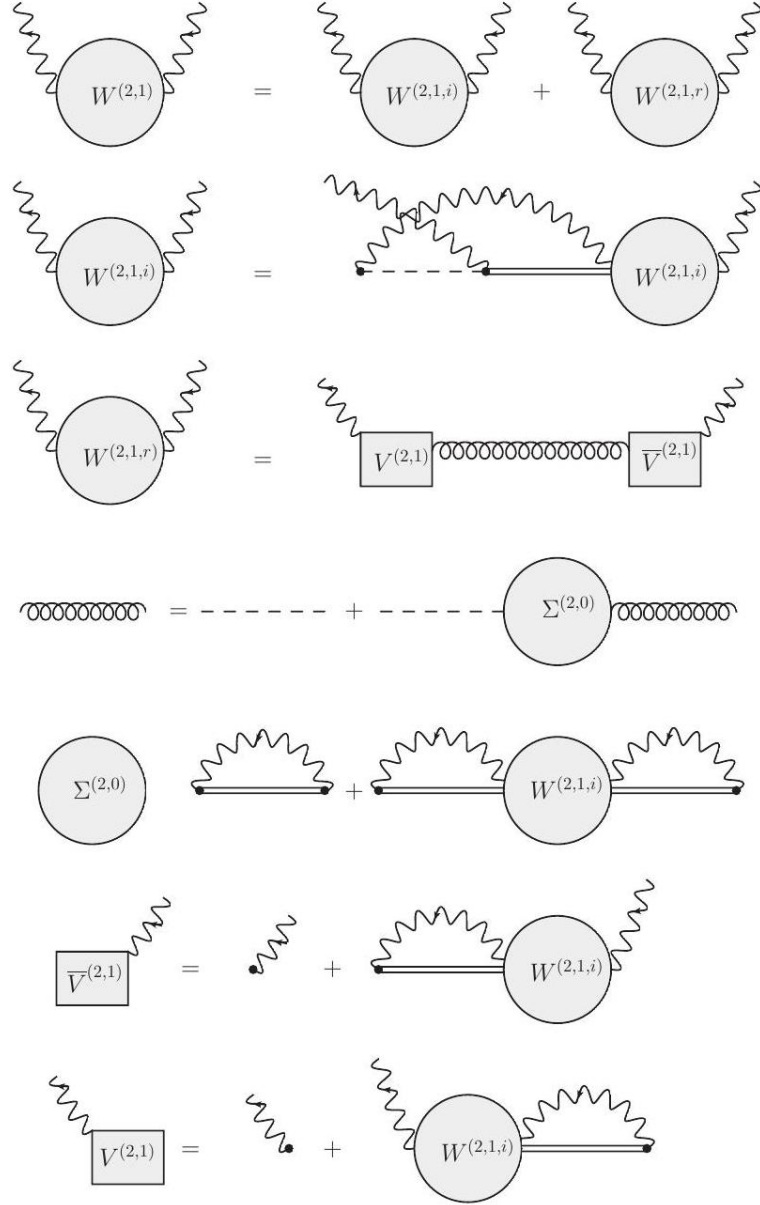 W^{(2,1)} = W^{(2,1,i)} + W^{(2,1,r)}
W^{(2,1,i)} = W^{(2,1,i)}
W^{(2,1,r)} = V^{(2,1)} \overline{V}^{(2,1)}
= + Σ^{(2,0)}
Σ^{(2,0)} + W^{(2,1,i)}
\overline{V}^{(2,1)} = + W^{(2,1,i)}
V^{(2,1)} = + W^{(2,1,i)}